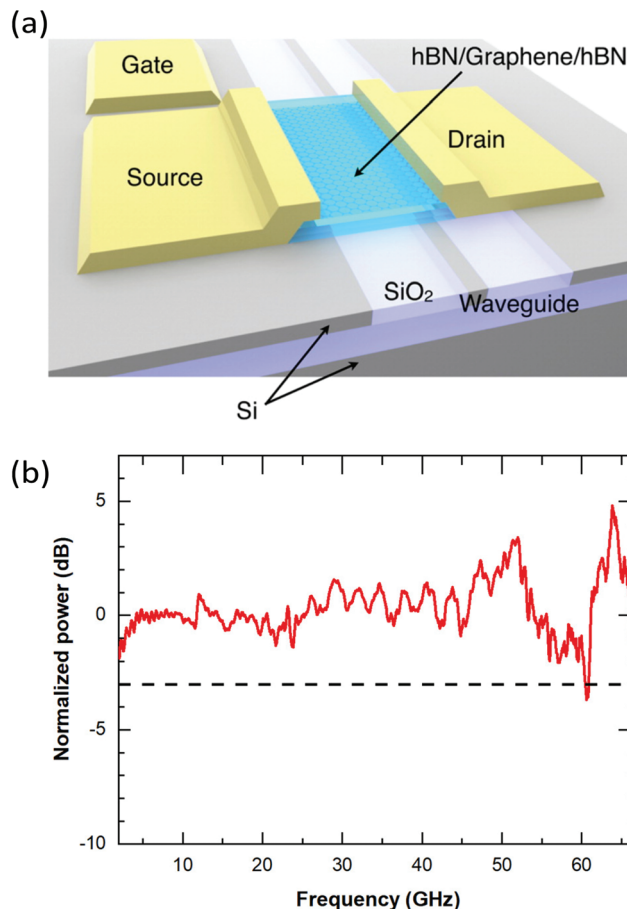 (a)
hBN/Graphene/hBN
Gate
Drain
Source
SiO₂
Waveguide
Si
(b)
Normalized power (dB)
5
0
-5
-10
10 20 30 40 50 60
Frequency (GHz)